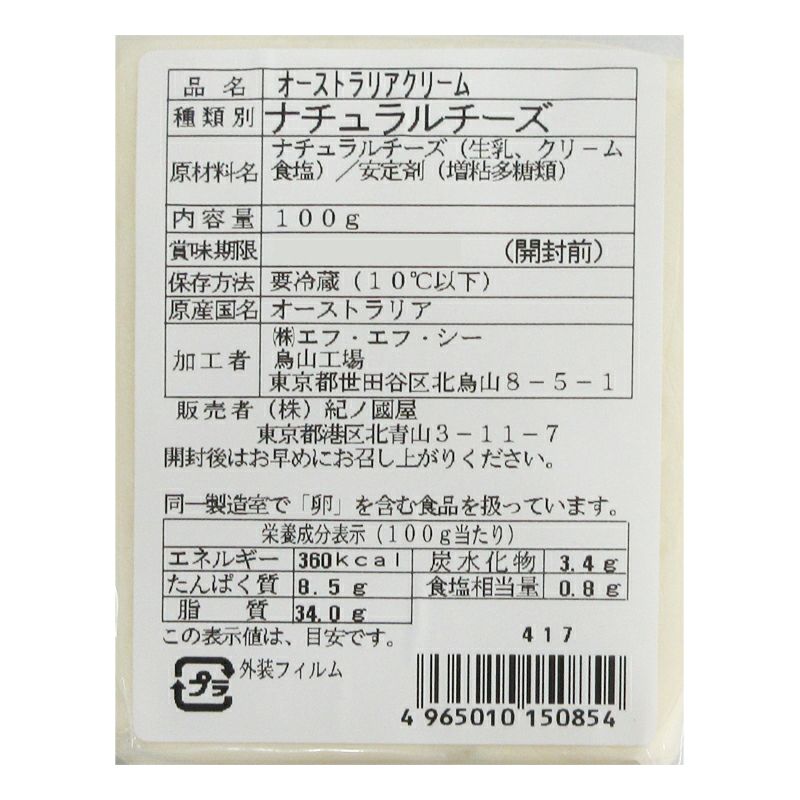 品名 オーストラリアクリーム
種類別 ナチュラルチーズ
原材料名 ナチュラルチーズ（生乳、クリーム
食塩）／安定剤（増粘多糖類）
内容量 １００ｇ
賞味期限 （開封前）
保存方法 要冷蔵（１０℃以下）
原産国名 オーストラリア
加工者 ㈱エフ・エフ・シー
烏山工場
東京都世田谷区北烏山８－５－１
販売者（株）紀ノ國屋
東京都港区北青山３－１１－７
開封後はお早めにお召し上がりください。
同一製造室で「卵」を含む食品を扱っています。
栄養成分表示（１００ｇ当たり）
エネルギー 360kcal 炭水化物 3.4g
たんぱく質 8.5g 食塩相当量 0.8g
脂質 34.0g
この表示値は、目安です。 417
プラ 外装フィルム
4 965010 150854